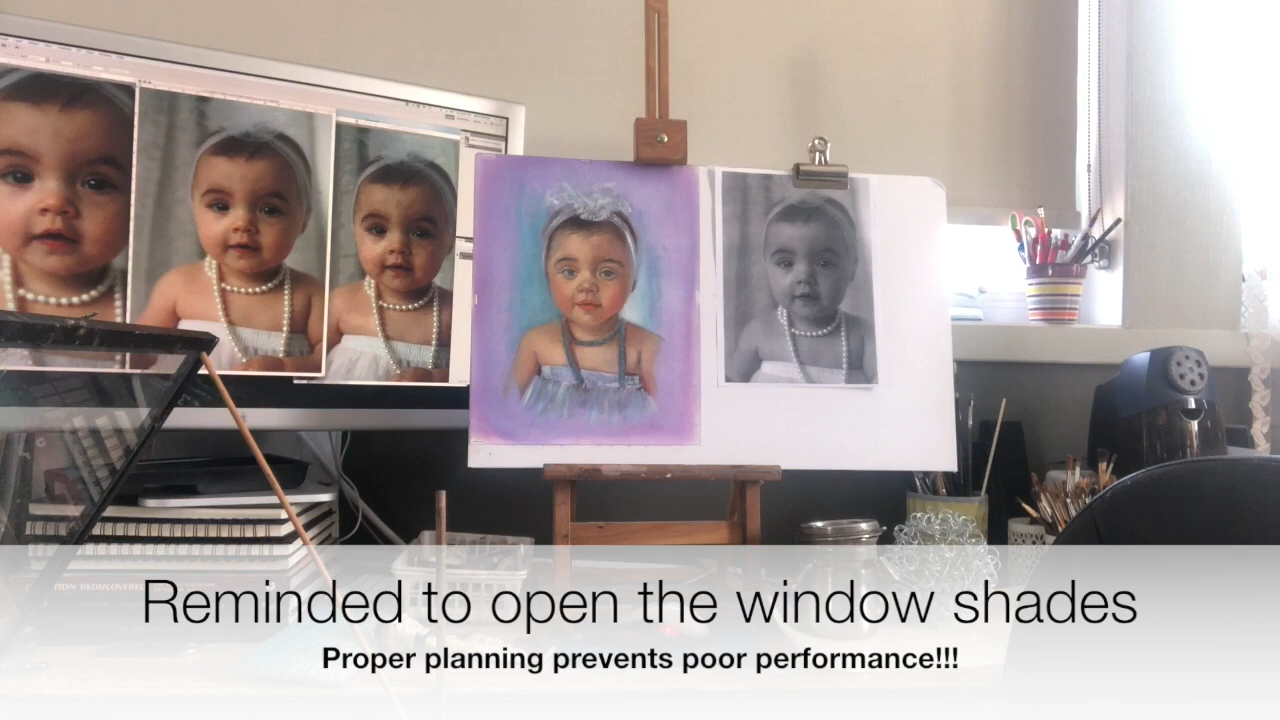 Reminded to open the window shades
Proper planning prevents poor performance!!!